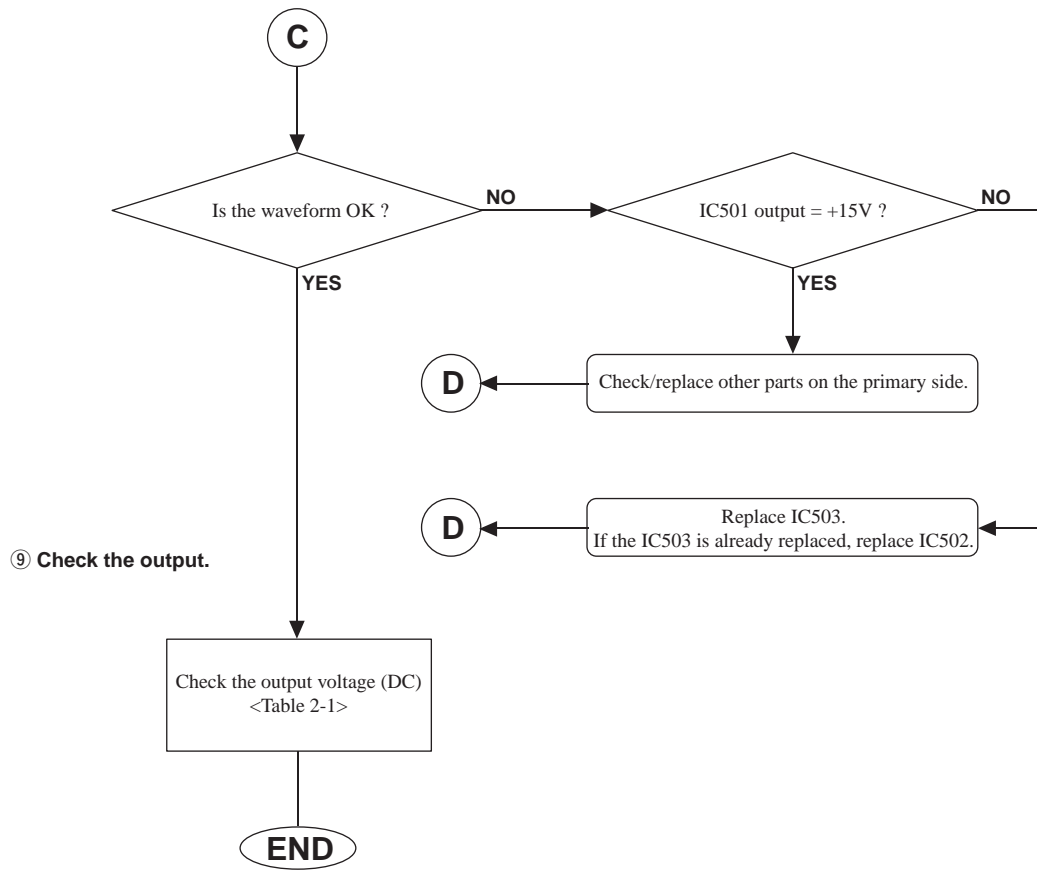 C
Is the waveform OK ?
NO
IC501 output = +15V ?
NO
YES
YES
D
Check/replace other parts on the primary side.
D
Replace IC503.
If the IC503 is already replaced, replace IC502.
⑨ Check the output.
Check the output voltage (DC)
<Table 2-1>
END